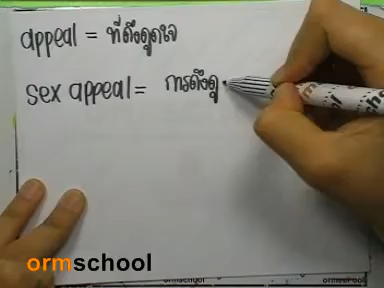 appeal = ที่ดึงดูดใจ
sex appeal = การดึงดู
ormschool